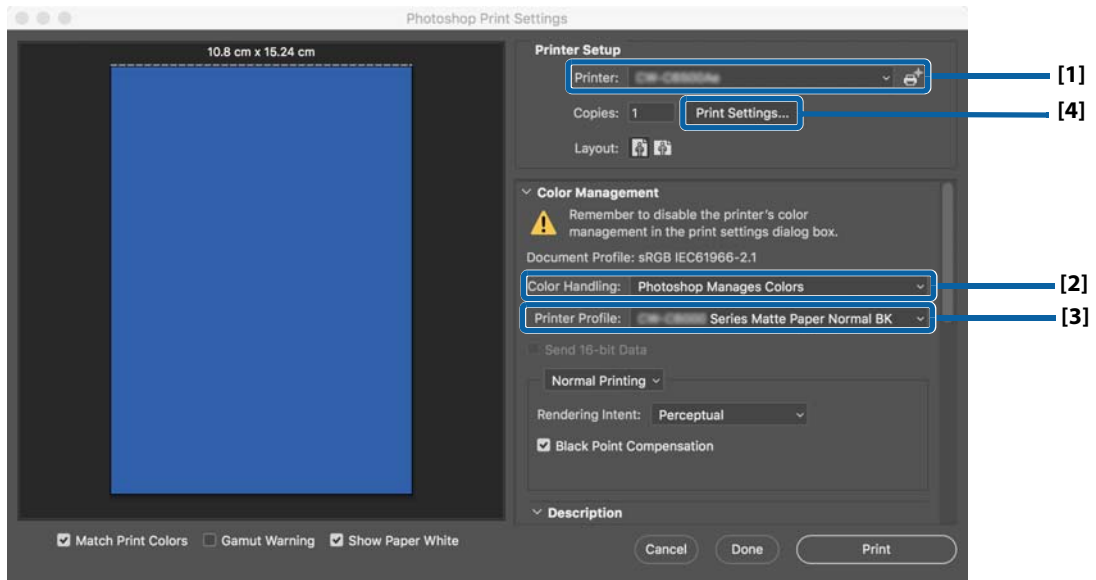 Photoshop Print Settings
10.8 cm x 15.24 cm
Printer Setup
Printer:
[1]
Copies: 1 Print Settings...
[4]
Layout:
Color Management
Remember to disable the printer's color
management in the print settings dialog box.
Document Profile: sRGB IEC61966-2.1
Color Handling: Photoshop Manages Colors
[2]
Printer Profile: Series Matte Paper Normal BK
[3]
Send 16-bit Data
Normal Printing
Rendering Intent: Perceptual
Black Point Compensation
Description
Match Print Colors Gamut Warning Show Paper White
Cancel Done Print